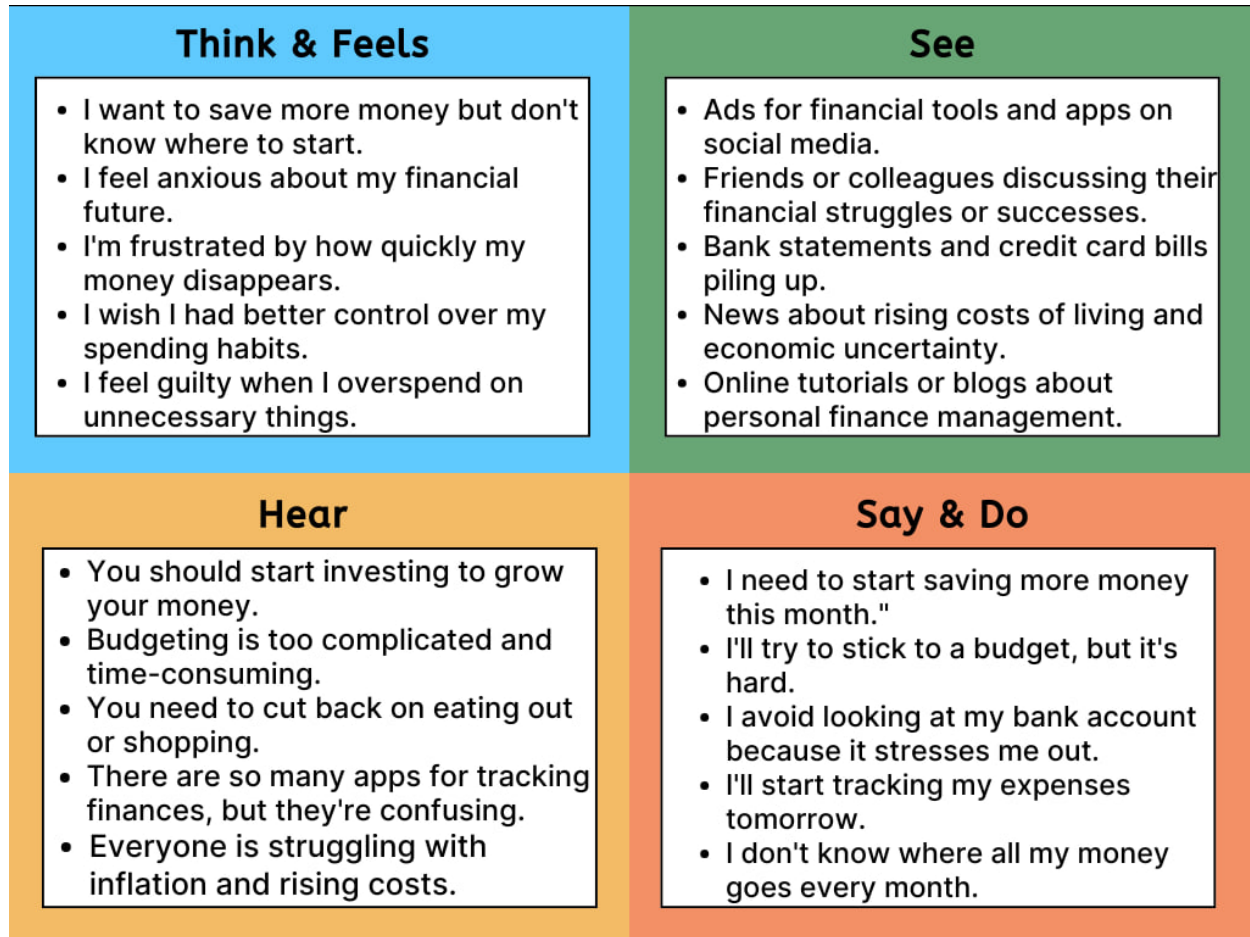 Think & Feels
• I want to save more money but don't
know where to start.
• I feel anxious about my financial
future.
• I'm frustrated by how quickly my
money disappears.
• I wish I had better control over my
spending habits.
• I feel guilty when I overspend on
unnecessary things.
See
• Ads for financial tools and apps on
social media.
• Friends or colleagues discussing their
financial struggles or successes.
• Bank statements and credit card bills
piling up.
• News about rising costs of living and
economic uncertainty.
• Online tutorials or blogs about
personal finance management.
Hear
• You should start investing to grow
your money.
• Budgeting is too complicated and
time-consuming.
• You need to cut back on eating out
or shopping.
• There are so many apps for tracking
finances, but they're confusing.
• Everyone is struggling with
inflation and rising costs.
Say & Do
• I need to start saving more money
this month."
• I'll try to stick to a budget, but it's
hard.
• I avoid looking at my bank account
because it stresses me out.
• I'll start tracking my expenses
tomorrow.
• I don't know where all my money
goes every month.